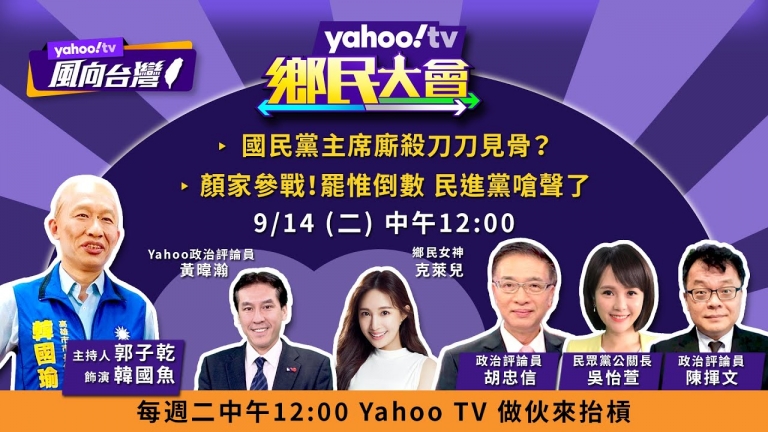 yahoo!tv
風向台灣
yahoo!tv
鄉民大會
國民黨主席廝殺刀刀見骨？
顏家參戰！罷惟倒數 民進黨嗆聲了
9/14 (二) 中午12:00
Yahoo政治評論員
黃暐瀚
鄉民女神
克萊兒
韓國瑜
主持人 郭子乾
飾演 韓國魚
政治評論員
胡忠信
民眾黨公關長
吳怡萱
政治評論員
陳揮文
每週二中午12:00 Yahoo TV 做伙來抬槓